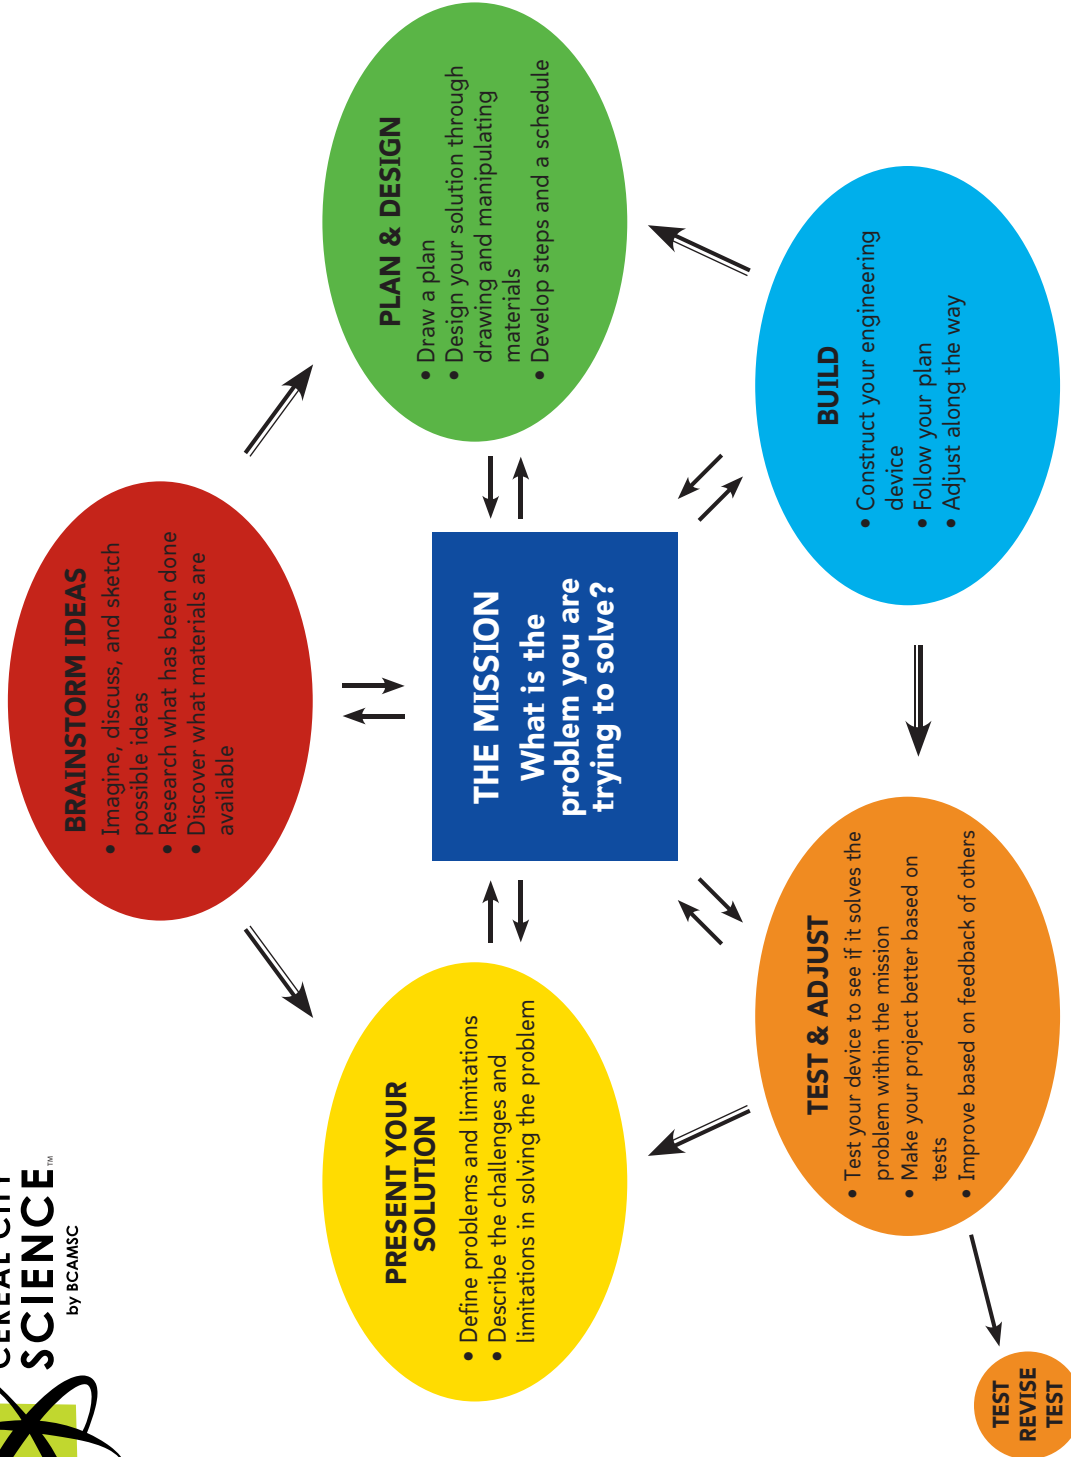 CEREAL CITY
SCIENCE™
by BCAMSC
BRAINSTORM IDEAS
• Imagine, discuss, and sketch
possible ideas
• Research what has been done
• Discover what materials are
available
PLAN & DESIGN
• Draw a plan
• Design your solution through
drawing and manipulating
materials
• Develop steps and a schedule
BUILD
• Construct your engineering
device
• Follow your plan
• Adjust along the way
TEST & ADJUST
• Test your device to see if it solves the
problem within the mission
• Make your project better based on
tests
• Improve based on feedback of others
TEST
REVISE
TEST
PRESENT YOUR
SOLUTION
• Define problems and limitations
• Describe the challenges and
limitations in solving the problem
THE MISSION
What is the
problem you are
trying to solve?